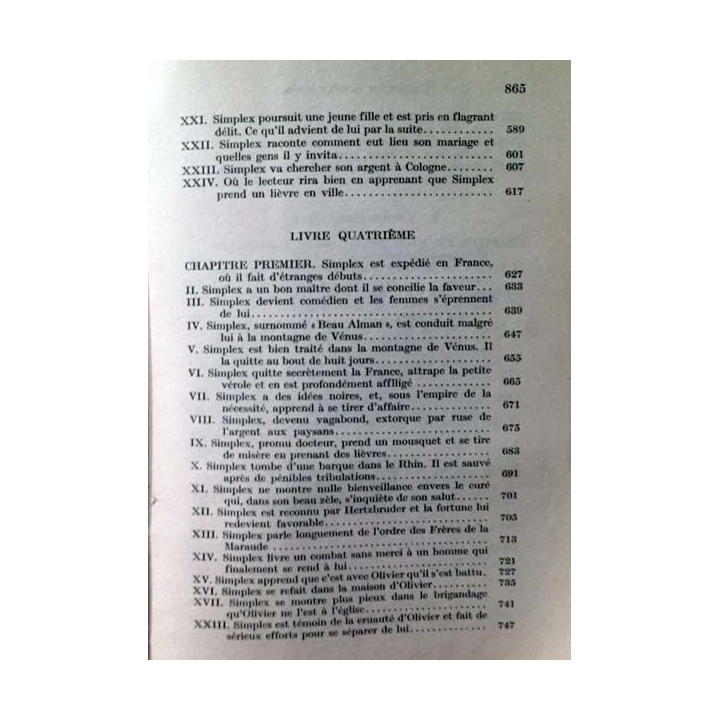 865
XXI. Simplex poursuit une jeune fille et est pris en flagrant
délit. Ce qu'il advient de lui par la suite............ 589
XXII. Simplex raconte comment eut lieu son mariage et
quelles gens il y invita......................... 601
XXIII. Simplex va chercher son argent à Cologne........ 607
XXIV. Où le lecteur rira bien en apprenant que Simplex
prend un lièvre en ville......................... 617
LIVRE QUATRIÈME
CHAPITRE PREMIER. Simplex est expédié en France,
où il fait d'étranges débuts..................... 627
II. Simplex a un bon maître dont il se concilie la faveur... 633
III. Simplex devient comédien et les femmes s'éprennent
de lui..................................... 639
IV. Simplex, surnommé « Beau Alman », est conduit malgré
lui à la montagne de Vénus.................... 647
V. Simplex est bien traité dans la montagne de Vénus. Il
la quitte au bout de huit jours.................. 655
VI. Simplex quitte secrètement la France, attrape la petite
vérole et en est profondément affligé............ 665
VII. Simplex a des idées noires, et, sous l'empire de la
nécessité, apprend à se tirer d'affaire............. 671
VIII. Simplex, devenu vagabond, extorque par ruse de
l'argent aux paysans......................... 675
IX. Simplex, promu docteur, prend un mousquet et se tire
de misère en prenant des lièvres................. 683
X. Simplex tombe d'une barque dans le Rhin. Il est sauvé
après de pénibles tribulations................... 691
XI. Simplex ne montre nulle bienveillance envers le curé
qui, dans son beau zèle, s'inquiète de son salut..... 701
XII. Simplex est reconnu par Hertzbruder et la fortune lui
redevient favorable.......................... 705
XIII. Simplex parle longuement de l'ordre des Frères de la
Maraude.................................. 713
XIV. Simplex livre un combat sans merci à un homme qui
finalement se rend à lui....................... 721
XV. Simplex apprend que c'est avec Olivier qu'il s'est battu. 727
XVI. Simplex se refait dans la maison d'Olivier.......... 735
XVII. Simplex se montre plus pieux dans le brigandage
qu'Olivier ne l'est à l'église..................... 741
XXIII. Simples est témoin de la cruauté d'Olivier et fait de
sérieux efforts pour se séparer de lui............. 747